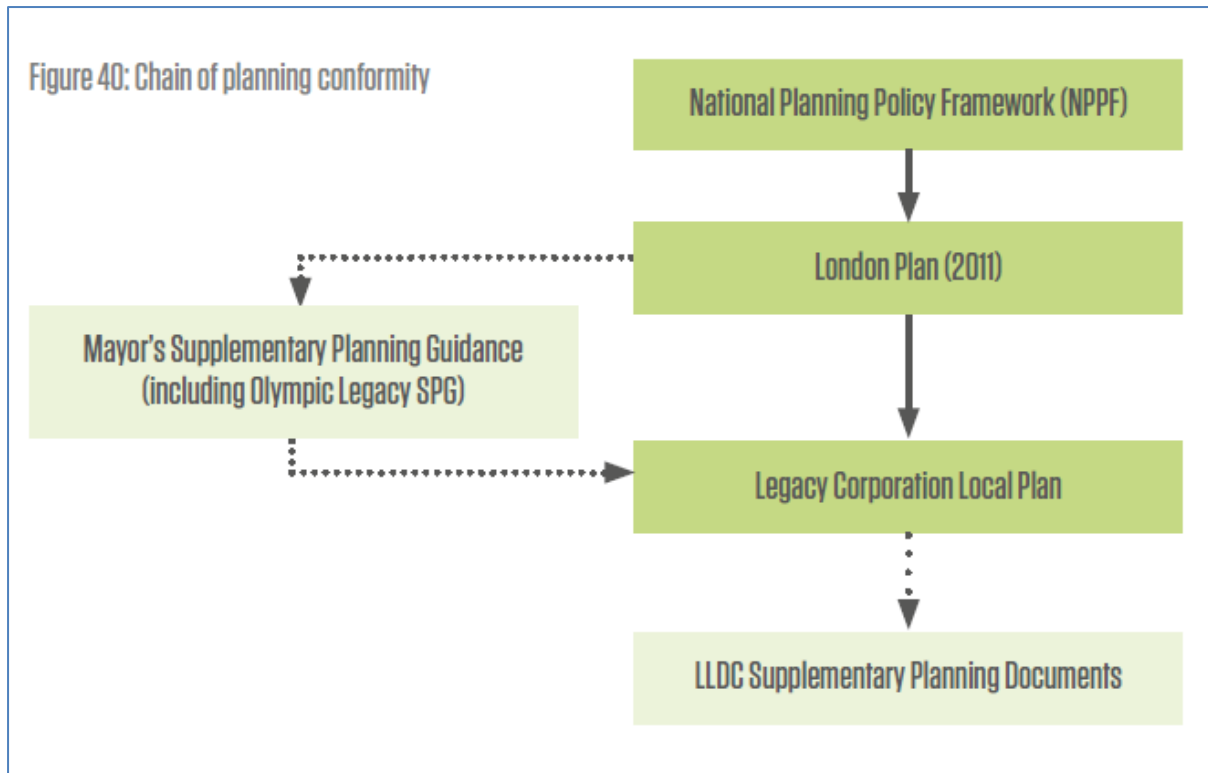 Figure 40: Chain of planning conformity
National Planning Policy Framework (NPPF)
London Plan (2011)
Mayor's Supplementary Planning Guidance
(including Olympic Legacy SPG)
Legacy Corporation Local Plan
LLDC Supplementary Planning Documents